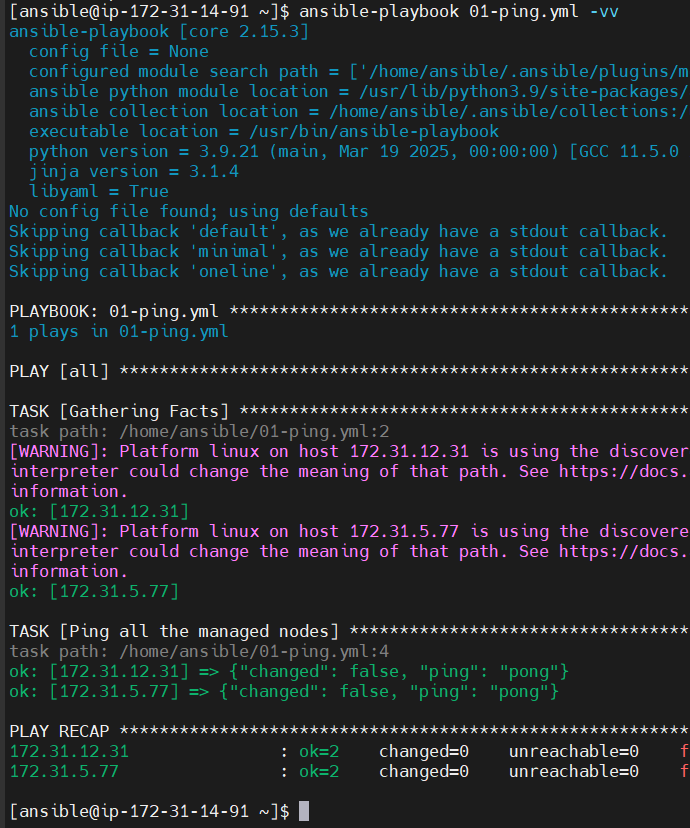 [ansible@ip-172-31-14-91 ~]$ ansible-playbook 01-ping.yml -vv
ansible-playbook [core 2.15.3]
  config file = None
  configured module search path = ['/home/ansible/.ansible/plugins/m
  ansible python module location = /usr/lib/python3.9/site-packages/
  ansible collection location = /home/ansible/.ansible/collections:/
  executable location = /usr/bin/ansible-playbook
  python version = 3.9.21 (main, Mar 19 2025, 00:00:00) [GCC 11.5.0
  jinja version = 3.1.4
  libyaml = True
No config file found; using defaults
Skipping callback 'default', as we already have a stdout callback.
Skipping callback 'minimal', as we already have a stdout callback.
Skipping callback 'oneline', as we already have a stdout callback.
PLAYBOOK: 01-ping.yml **********************************************
1 plays in 01-ping.yml
PLAY [all] *********************************************************
TASK [Gathering Facts] *********************************************
task path: /home/ansible/01-ping.yml:2
[WARNING]: Platform linux on host 172.31.12.31 is using the discovere
interpreter could change the meaning of that path. See https://docs.
information.
ok: [172.31.12.31]
[WARNING]: Platform linux on host 172.31.5.77 is using the discovere
interpreter could change the meaning of that path. See https://docs.
information.
ok: [172.31.5.77]
TASK [Ping all the managed nodes] **********************************
task path: /home/ansible/01-ping.yml:4
ok: [172.31.12.31] => {"changed": false, "ping": "pong"}
ok: [172.31.5.77] => {"changed": false, "ping": "pong"}
PLAY RECAP *********************************************************
172.31.12.31               : ok=2    changed=0    unreachable=0    f
172.31.5.77                : ok=2    changed=0    unreachable=0    f
[ansible@ip-172-31-14-91 ~]$